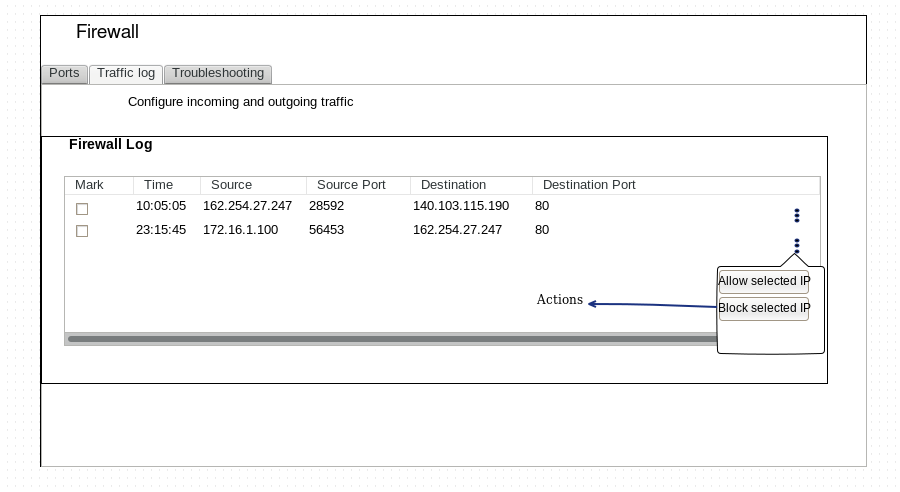 Firewall
Ports Traffic log Troubleshooting
Configure incoming and outgoing traffic
Firewall Log
Mark Time Source Source Port Destination Destination Port
10:05:05 162.254.27.247 28592 140.103.115.190 80
23:15:45 172.16.1.100 56453 162.254.27.247 80
Allow selected IP
Actions
Block selected IP